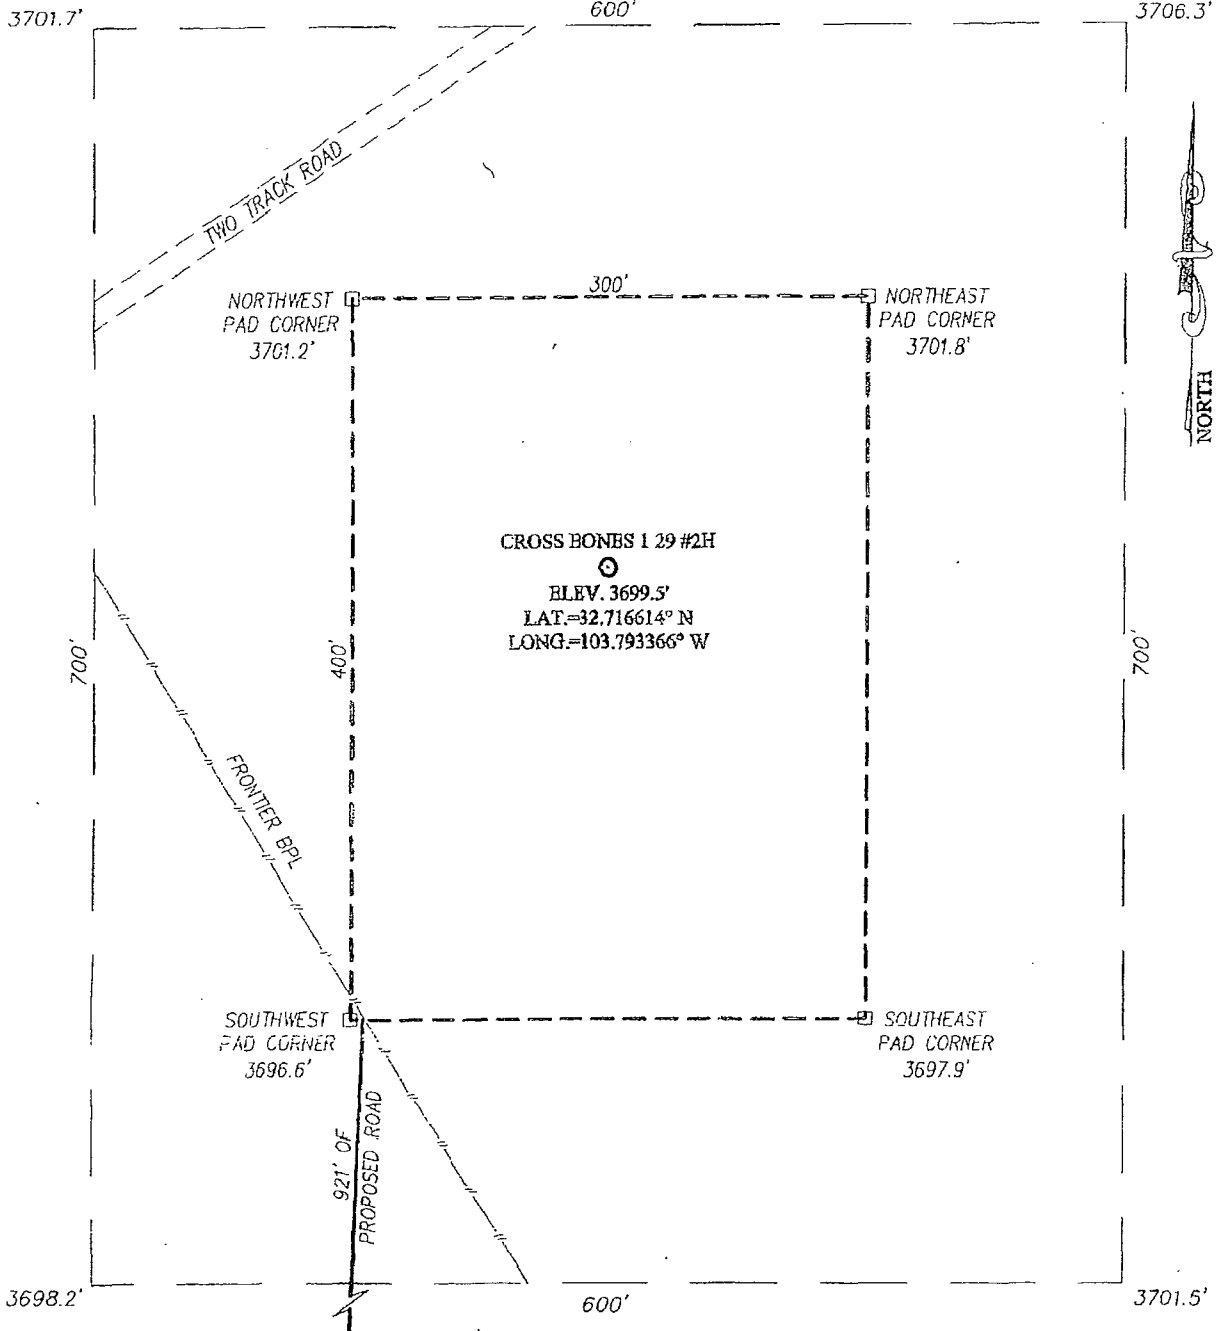 3701.7'
600'
3706.3'
TWO TRACK ROAD
NORTHWEST
PAD CORNER
3701.2'
300'
NORTHEAST
PAD CORNER
3701.8'
NORTH
CROSS BONES 1 29 #2H
ELEV. 3699.5'
LAT.=32.716614° N
LONG.=103.793366° W
700'
400'
700'
FRONTIER BPL
SOUTHWEST
PAD CORNER
3696.6'
SOUTHEAST
PAD CORNER
3697.9'
921' OF
PROPOSED ROAD
3698.2'
600'
3701.5'